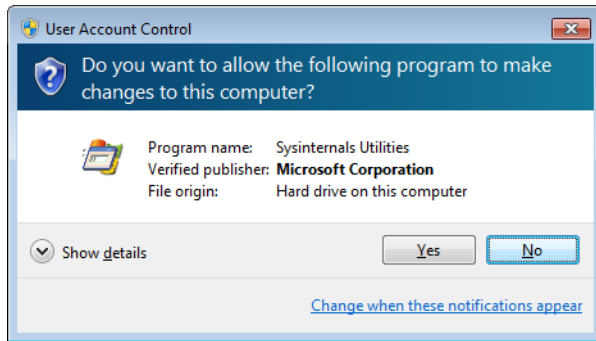 User Account Control
Do you want to allow the following program to make
changes to this computer?
Program name: Sysinternals Utilities
Verified publisher: Microsoft Corporation
File origin: Hard drive on this computer
Show details
Yes
No
Change when these notifications appear